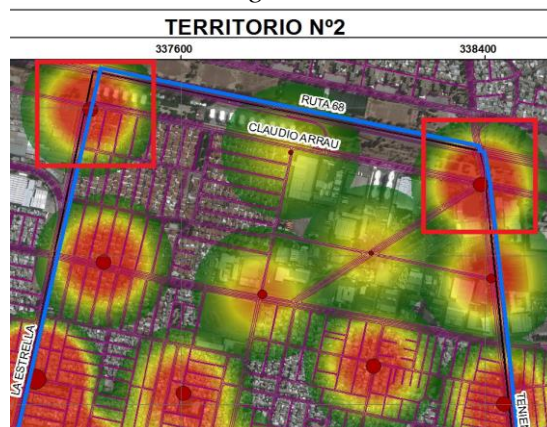 TERRITORIO Nº2
337600 338400
RUTA 68
CLAUDIO ARRAU
LA ESTRELLA
TENIE